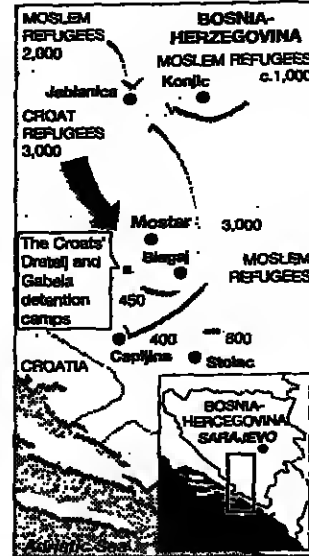 MOSLEM
REFUGEES
2,000
BOSNIA-
HERZEGOVINA
MOSLEM REFUGEES
c.1,000
Jablanica
Konjic
CROAT
REFUGEES
3,000
Mostar
3,000
The Croats'
Dretelj and
Gabela
detention
camps
Blagaj
MOSLEM
REFUGEES
450
400
800
Capljina
Stolac
CROATIA
BOSNIA-
HERCEGOVINA
SARAJEVO
Adriatic Sea